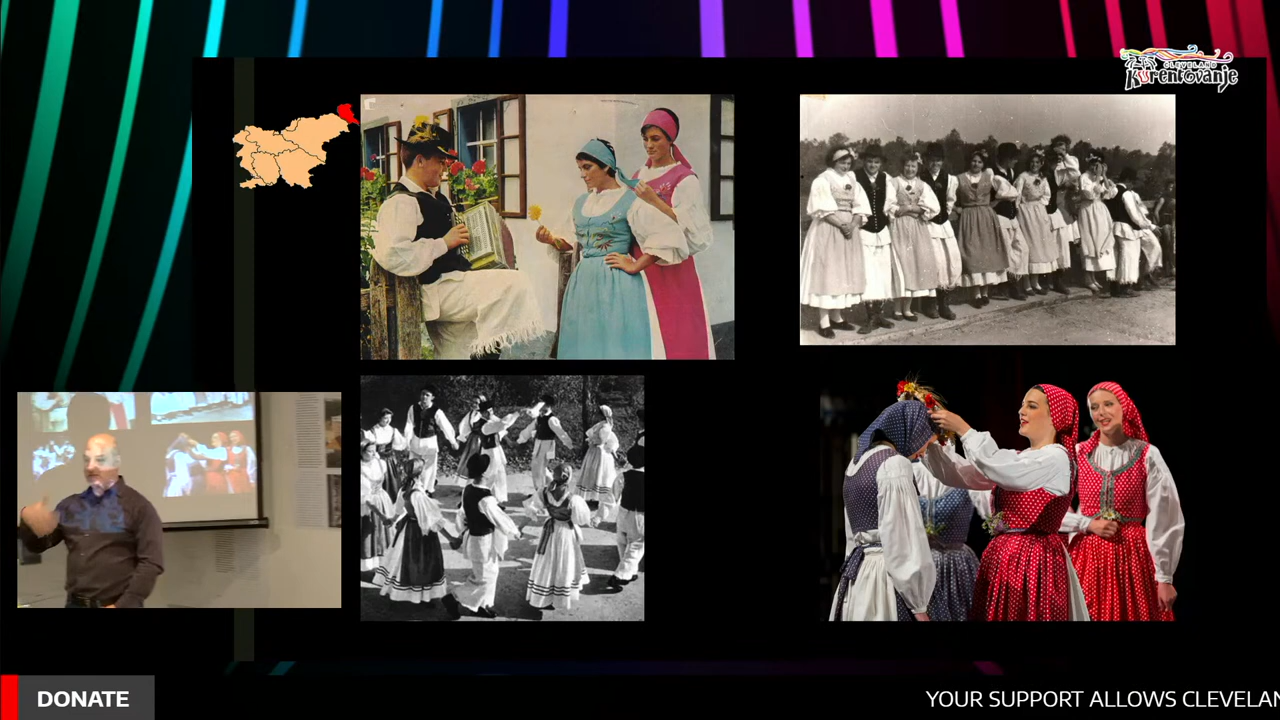 CLEVELAND
Kurentovanje
DONATE
YOUR SUPPORT ALLOWS CLEVELAN